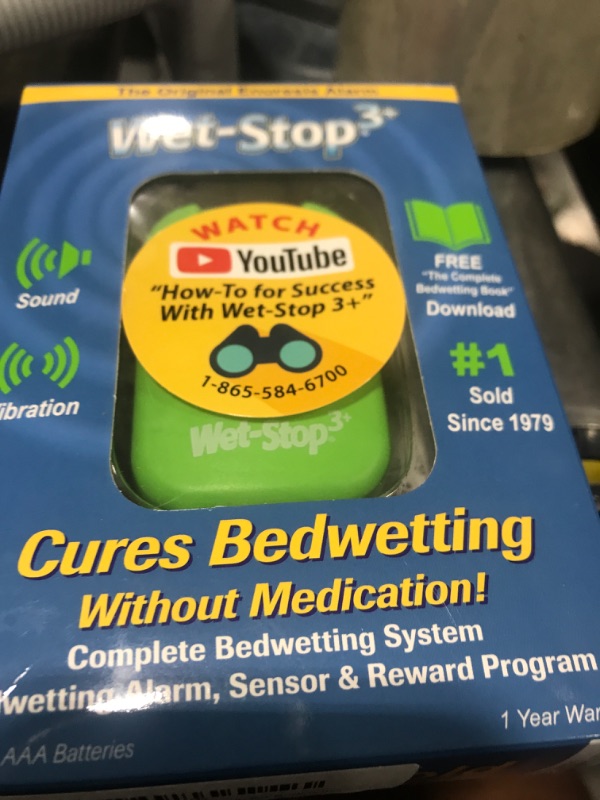 The Original Enuresis Alarm
Wet-Stop3+
WATCH
YouTube
"How-To for Success
With Wet-Stop 3+"
1-865-584-6700
Wet-Stop3+
Sound
ibration
FREE
"The Complete
Bedwetting Book"
Download
#1
Sold
Since 1979
Cures Bedwetting
Without Medication!
Complete Bedwetting System
wetting Alarm, Sensor & Reward Program
1 Year War
AAA Batteries